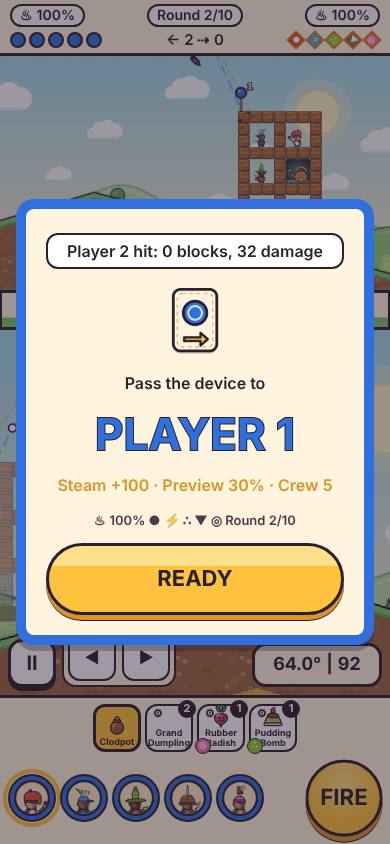 ♨ 100%
Round 2/10
♨ 100%
← 2 ⇢ 0
1
Player 2 hit: 0 blocks, 32 damage
Pass the device to
PLAYER 1
Steam +100 · Preview 30% · Crew 5
♨ 100% ● ⚡ ∴ ▼ ◎ Round 2/10
READY
64.0° | 92
Clodpot
2
Grand
Dumpling
1
Rubber
Radish
1
Pudding
Bomb
FIRE